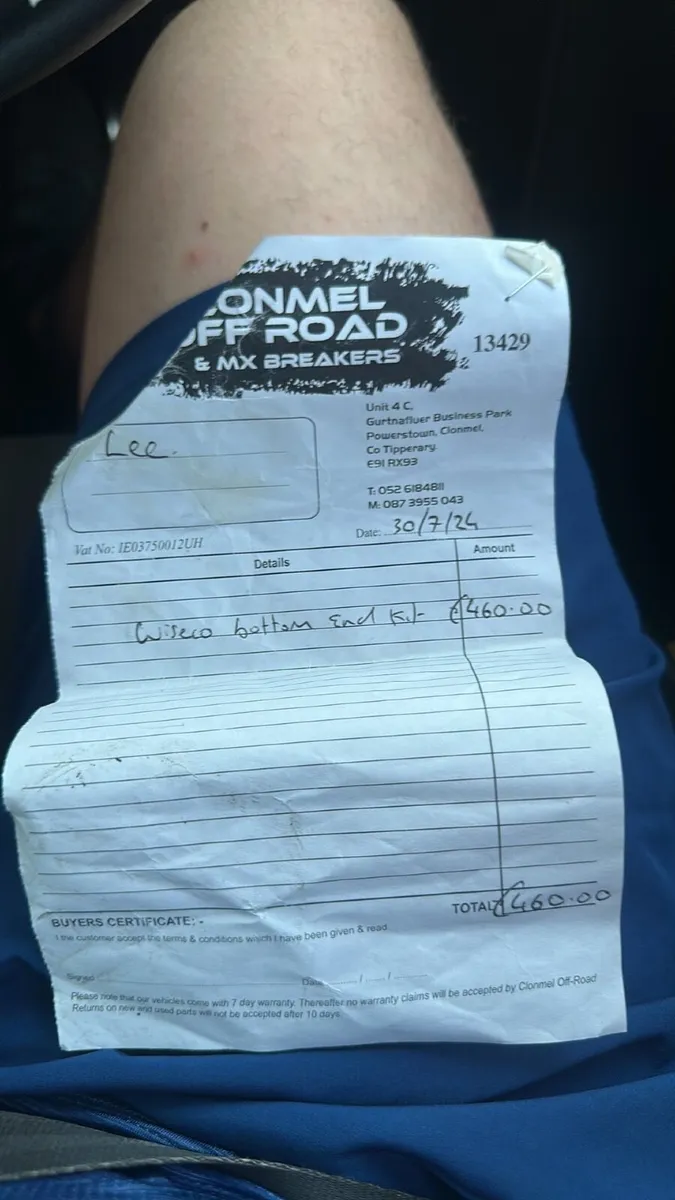 CLONMEL
OFF ROAD
& MX BREAKERS
13429
Unit 4 C,
Gurtnafluer Business Park
Powerstown, Clonmel,
Co Tipperary
E91 RX93
Lee.
T: 052 6184811
M: 087 3955 043
Date: 30/7/24
Vat No: IE03750012UH
Details
Amount
Wiseco bottom End Kit €460.00
TOTAL €460.00
BUYERS CERTIFICATE: -
I the customer accept the terms & conditions which I have been given & read.
Signed
Date ........ / ...... / ........
Please note that our vehicles come with 7 day warranty. Thereafter no warranty claims will be accepted by Clonmel Off-Road
Returns on new and used parts will not be accepted after 10 days.